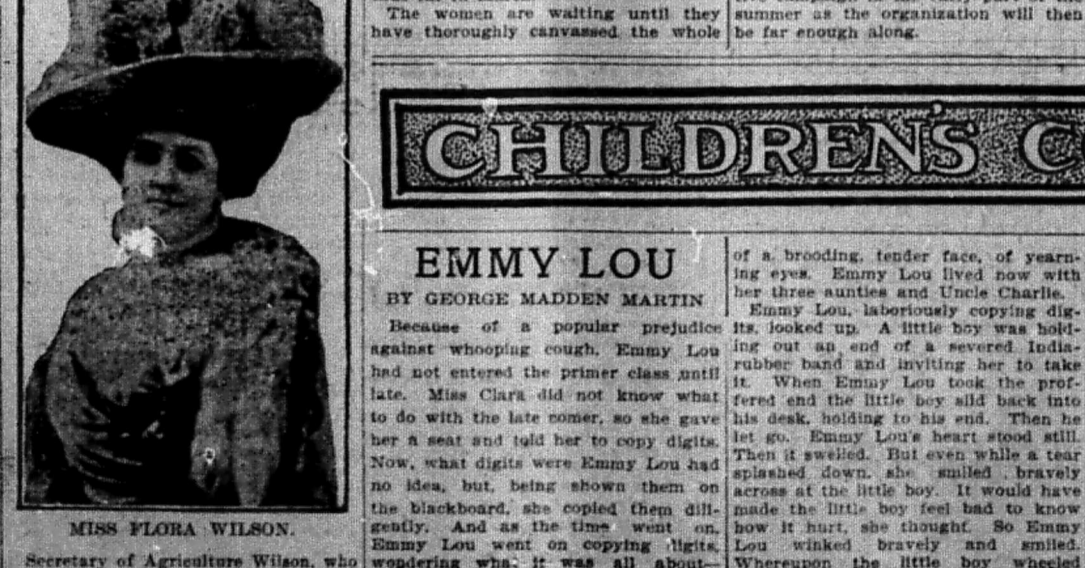 The women are waiting until they
have thoroughly canvassed the whole
summer as the organization will then
be far enough along.
CHILDREN'S C
MISS FLORA WILSON.
Secretary of Agriculture Wilson, who
EMMY LOU
BY GEORGE MADDEN MARTIN
Because of a popular prejudice
against whooping cough, Emmy Lou
had not entered the primer class until
late. Miss Clara did not know what
to do with the late comer, so she gave
her a seat and told her to copy digits.
Now, what digits were Emmy Lou had
no idea, but, being shown them on
the blackboard, she copied them dili-
gently. And as the time went on,
Emmy Lou went on copying digits,
wondering what it was all about—
of a brooding, tender face, of yearn-
ing eyes. Emmy Lou lived now with
her three aunties and Uncle Charlie.
Emmy Lou, laboriously copying dig-
its, looked up. A little boy was hold-
ing out an end of a severed India-
rubber band and inviting her to take
it. When Emmy Lou took the prof-
fered end the little boy slid back into
his desk, holding to his end. Then he
let go. Emmy Lou's heart stood still.
Then it swelled. But even while a tear
splashed down, she smiled bravely
across at the little boy. It would have
made the little boy feel bad to know
how it hurt, she thought. So Emmy
Lou winked bravely and smiled.
Whereupon the little boy wheeled